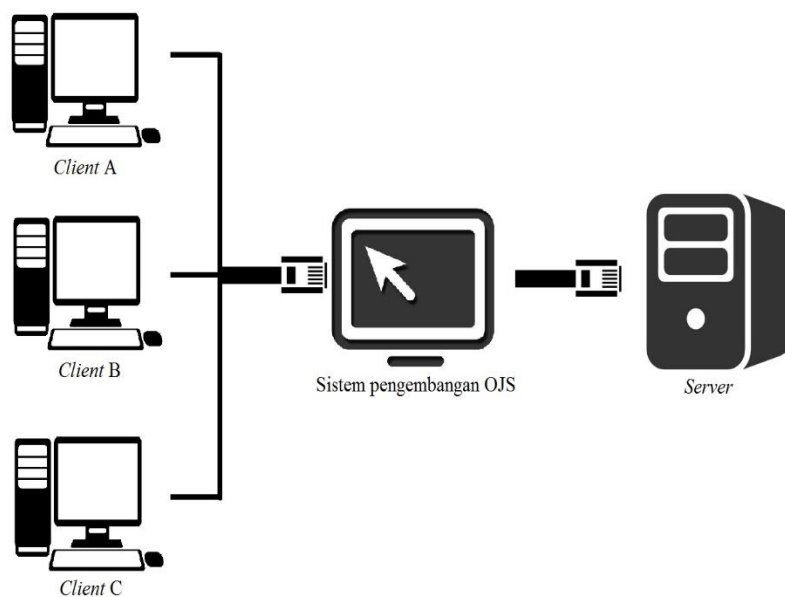 Client A
Client B
Sistem pengembangan OJS
Server
Client C